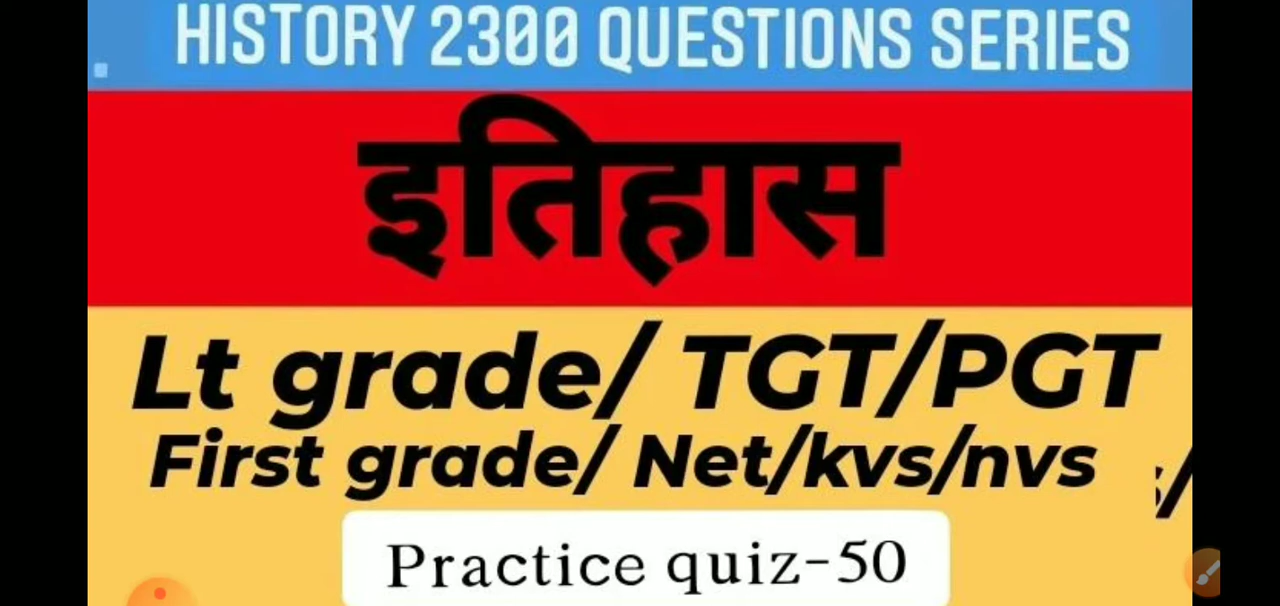 HISTORY 2300 QUESTIONS SERIES
इतिहास
Lt grade/ TGT/PGT
First grade/ Net/kvs/nvs
Practice quiz-50